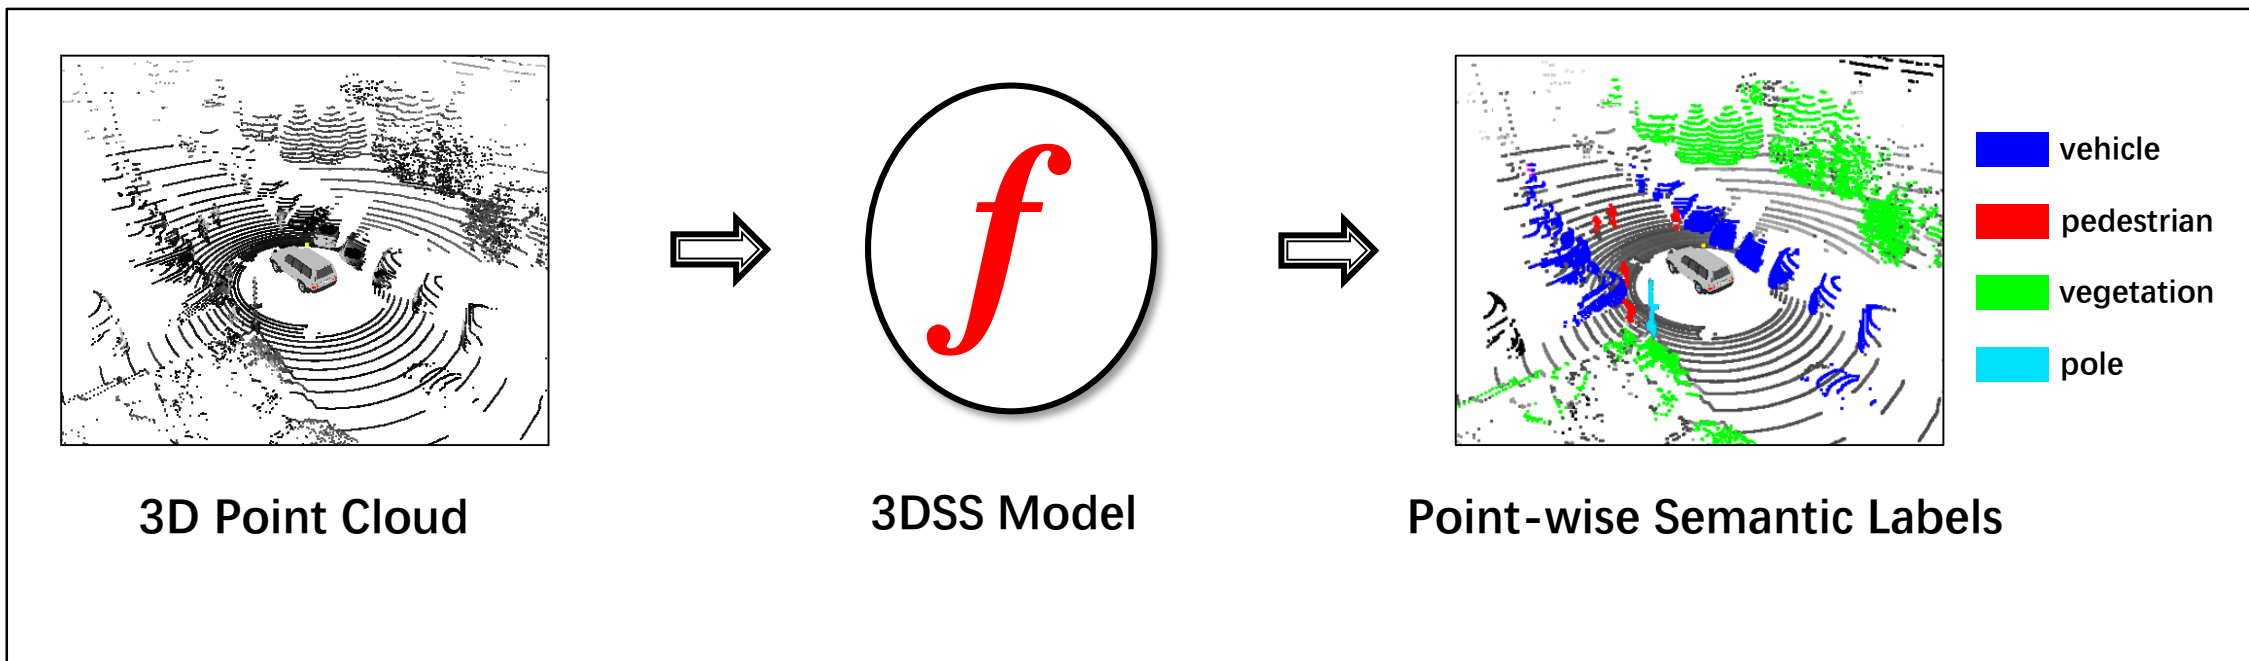 f
vehicle
pedestrian
vegetation
pole
3D Point Cloud
3DSS Model
Point-wise Semantic Labels